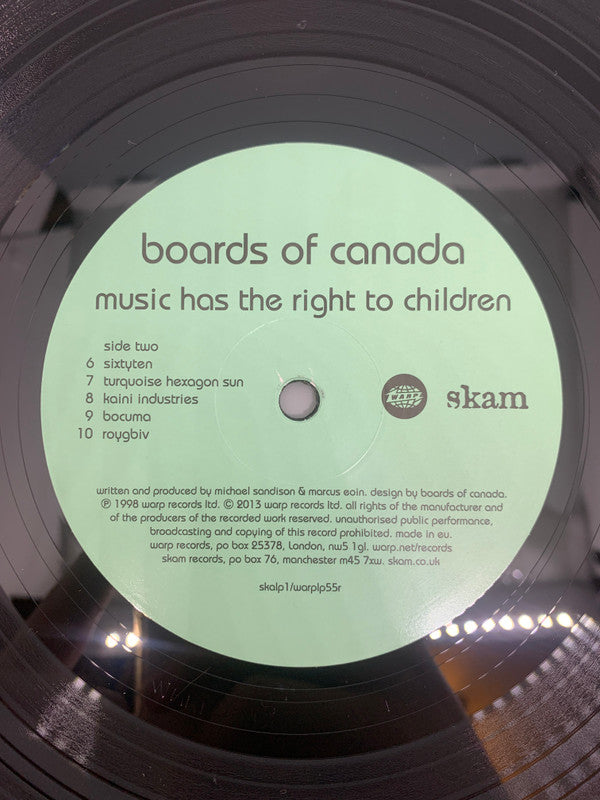 boards of canada
music has the right to children
side two
6 sixtyten
7 turquoise hexagon sun
8 kaini industries
9 bocuma
10 roygbiv
WARP
skam
written and produced by michael sandison & marcus eoin. design by boards of canada.
℗ 1998 warp records ltd. © 2013 warp records ltd. all rights of the manufacturer and
of the producers of the recorded work reserved. unauthorised public performance,
broadcasting and copying of this record prohibited. made in eu.
warp records, po box 25378, london, nw5 1gl. warp.net/records
skam records, po box 76, manchester m45 7xw. skam.co.uk
skalp1/warplp55r